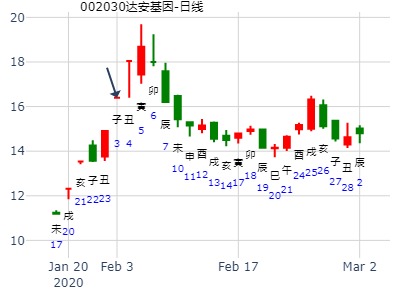 002030达安基因-日线
20
18
16
14
12
10
未
17
戌
20
亥
21
子
22
丑
23
子
3
丑
4
寅
5
卯
6
辰
7
未
10
申
11
酉
12
戌
13
亥
14
寅
17
卯
18
辰
19
巳
20
午
21
酉
24
戌
25
亥
26
子
27
丑
28
辰
2
Jan 20 Feb 3 Feb 17 Mar 2
2020